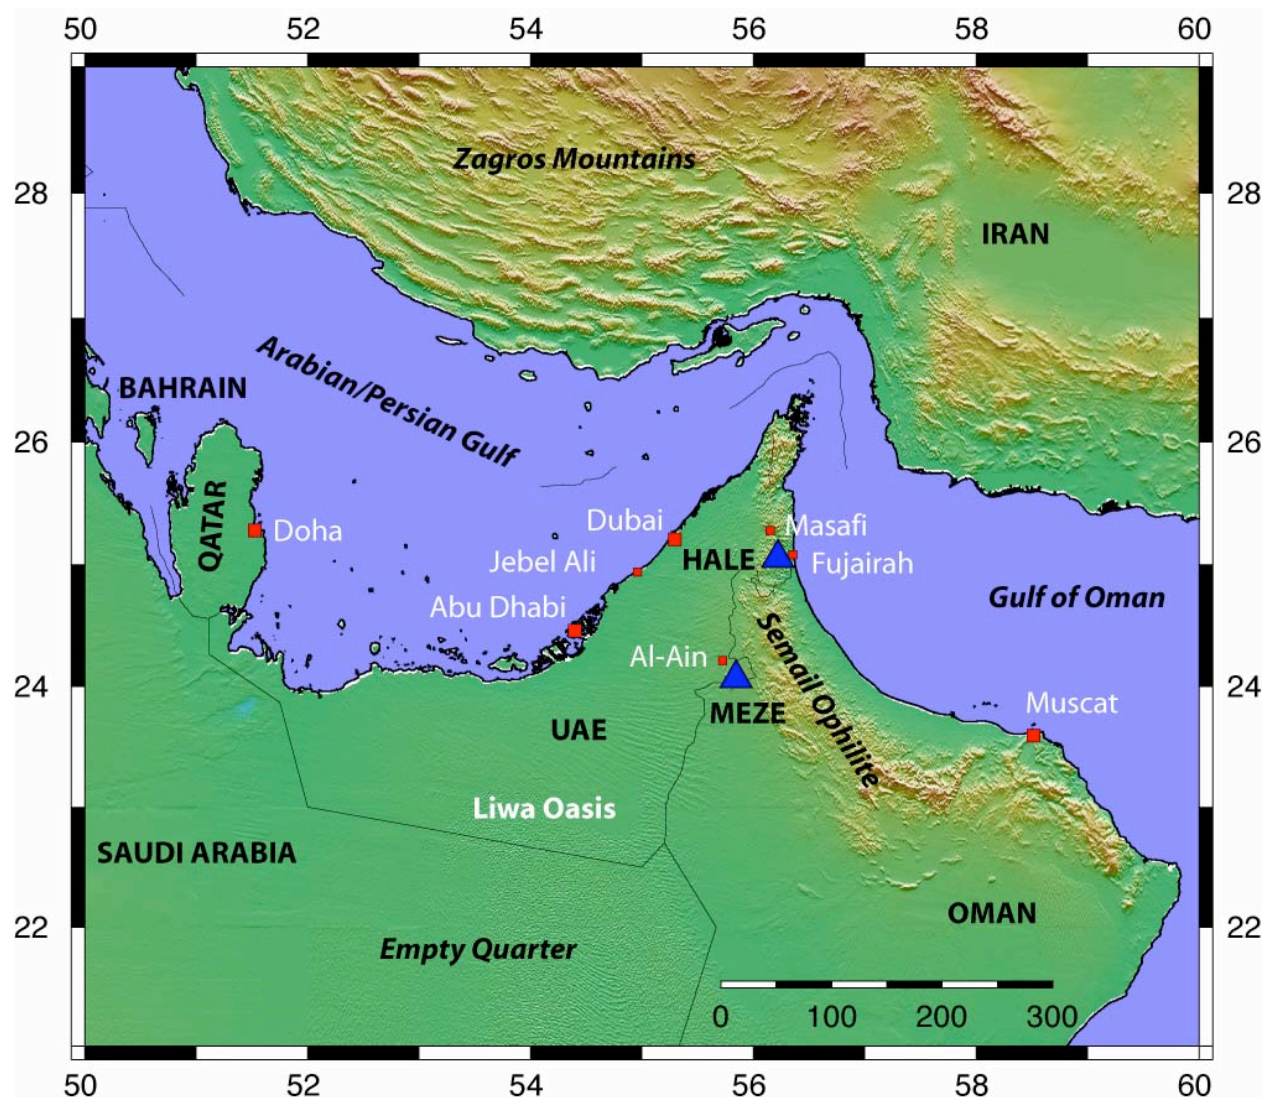 50 52 54 56 58 60
Zagros Mountains
28 28
IRAN
Arabian/Persian Gulf
BAHRAIN
26 26
QATAR
Doha
Dubai
Masafi
HALE
Jebel Ali
Fujairah
Gulf of Oman
Abu Dhabi
Semail Ophilite
Al-Ain
24 24
Muscat
MEZE
UAE
Liwa Oasis
SAUDI ARABIA
OMAN
22 22
Empty Quarter
0 100 200 300
50 52 54 56 58 60